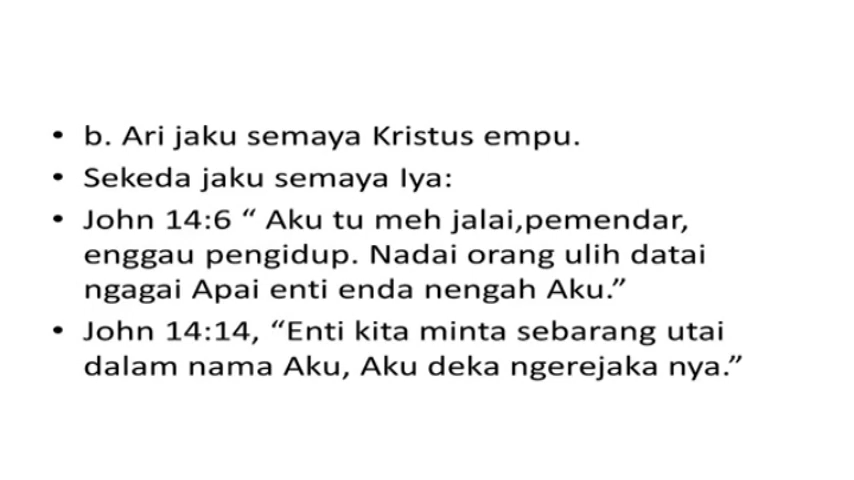 • b. Ari jaku semaya Kristus empu.
• Sekeda jaku semaya Iya:
• John 14:6 “ Aku tu meh jalai,pemendar,
enggau pengidup. Nadai orang ulih datai
ngagai Apai enti enda nengah Aku.”
• John 14:14, “Enti kita minta sebarang utai
dalam nama Aku, Aku deka ngerejaka nya.”